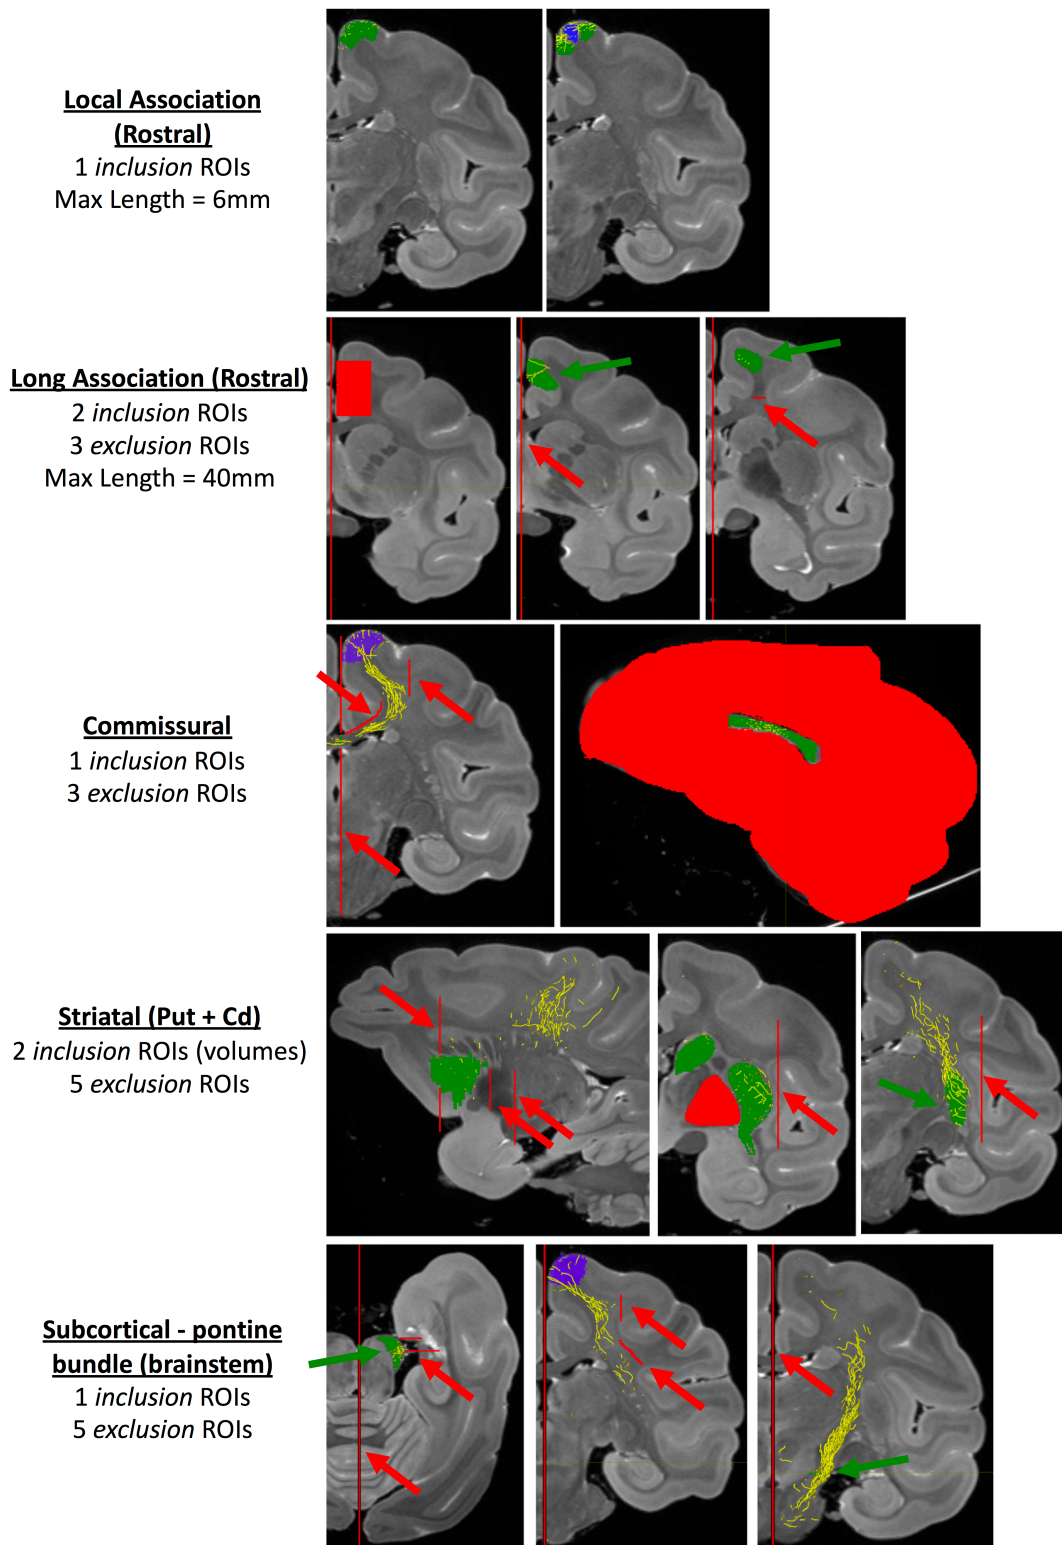 Local Association
(Rostral)
1 inclusion ROIs
Max Length = 6mm
Long Association (Rostral)
2 inclusion ROIs
3 exclusion ROIs
Max Length = 40mm
Commissural
1 inclusion ROIs
3 exclusion ROIs
Striatal (Put + Cd)
2 inclusion ROIs (volumes)
5 exclusion ROIs
Subcortical - pontine
bundle (brainstem)
1 inclusion ROIs
5 exclusion ROIs